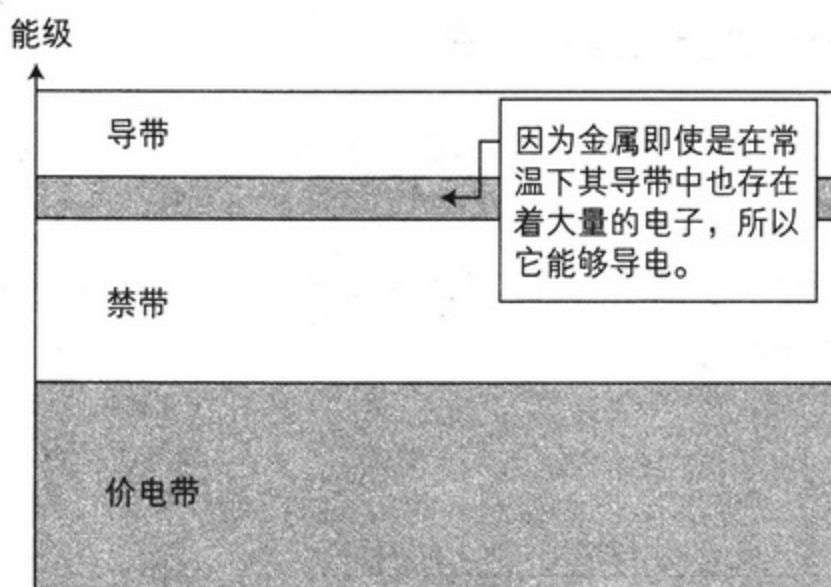 能级
导带
因为金属即使是在常
温下其导带中也存在
着大量的电子，所以
它能够导电。
禁带
价电带